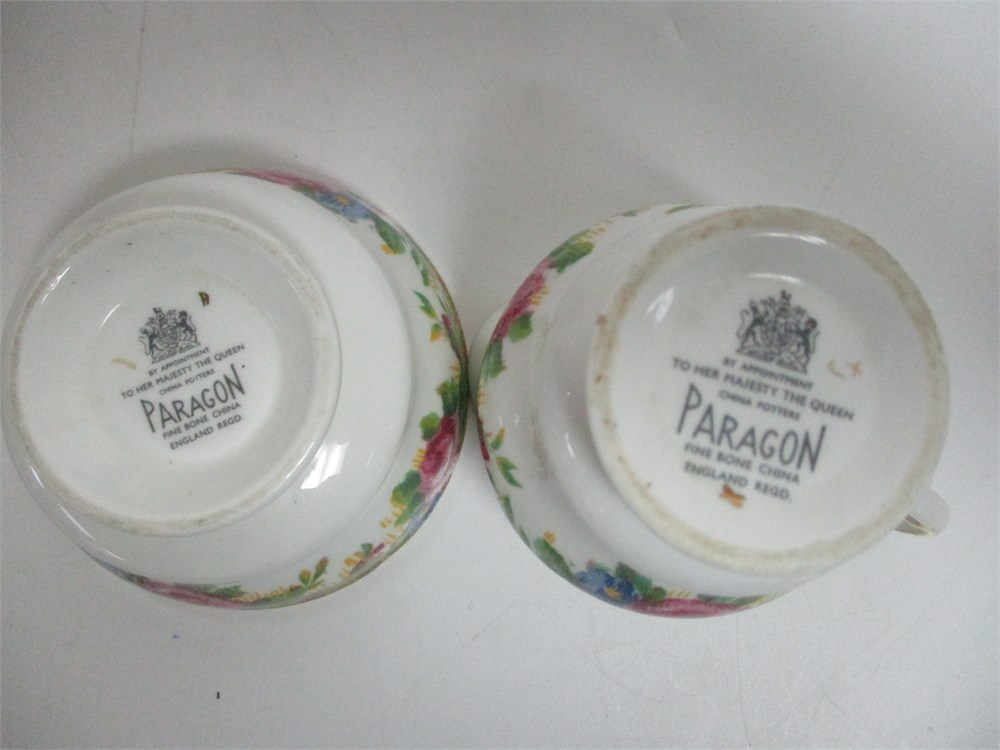 B
BY APPOINTMENT
TO HER MAJESTY THE QUEEN
CHINA POTTERS
PARAGON
FINE BONE CHINA
ENGLAND REGD.
BY APPOINTMENT
TO HER MAJESTY THE QUEEN
CHINA POTTERS
PARAGON
FINE BONE CHINA
ENGLAND REGD.